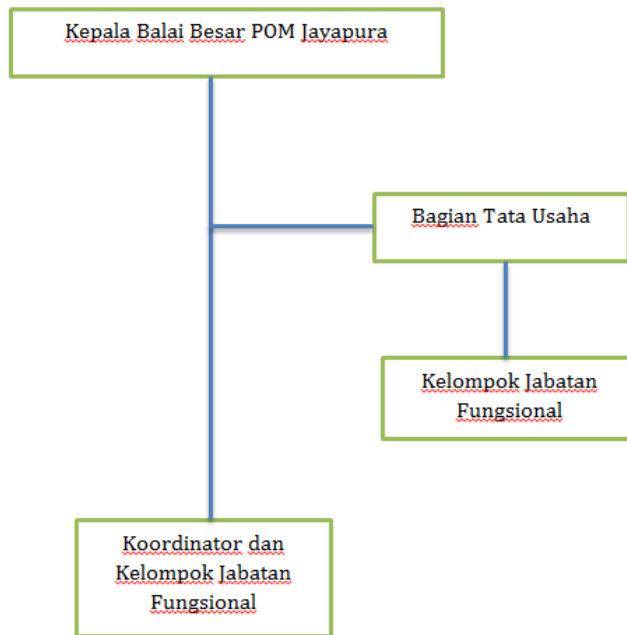 Kepala Balai Besar POM Jayapura
Bagian Tata Usaha
Kelompok Jabatan
Fungsional
Koordinator dan
Kelompok Jabatan
Fungsional